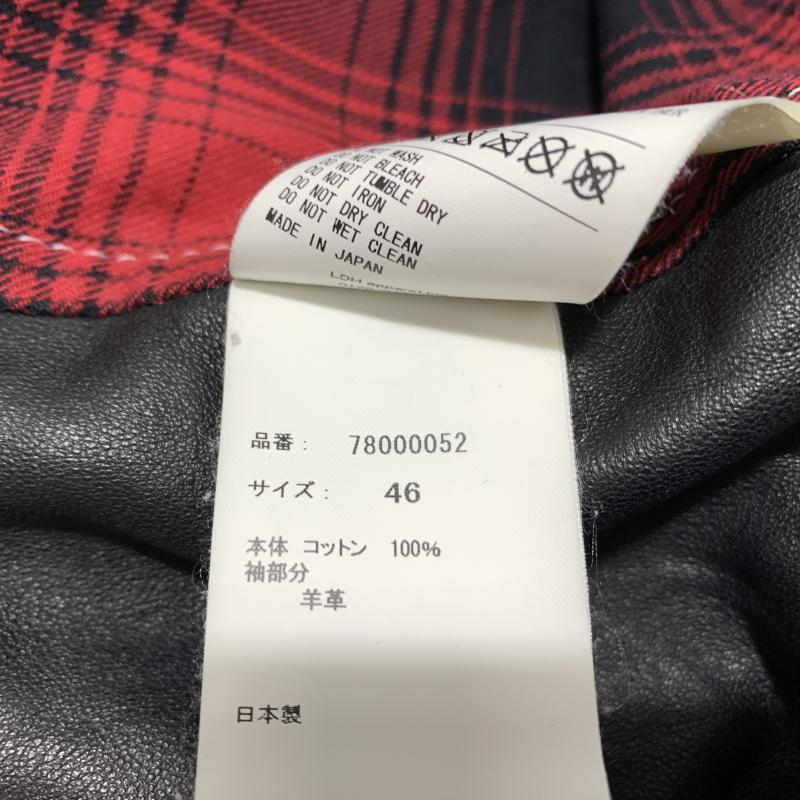 DO NOT WASH
DO NOT BLEACH
DO NOT TUMBLE DRY
DO NOT IRON
DO NOT DRY CLEAN
DO NOT WET CLEAN
MADE IN JAPAN
LDH apparel
品番： 78000052
サイズ： 46
本体 コットン 100%
袖部分
羊革
日本製